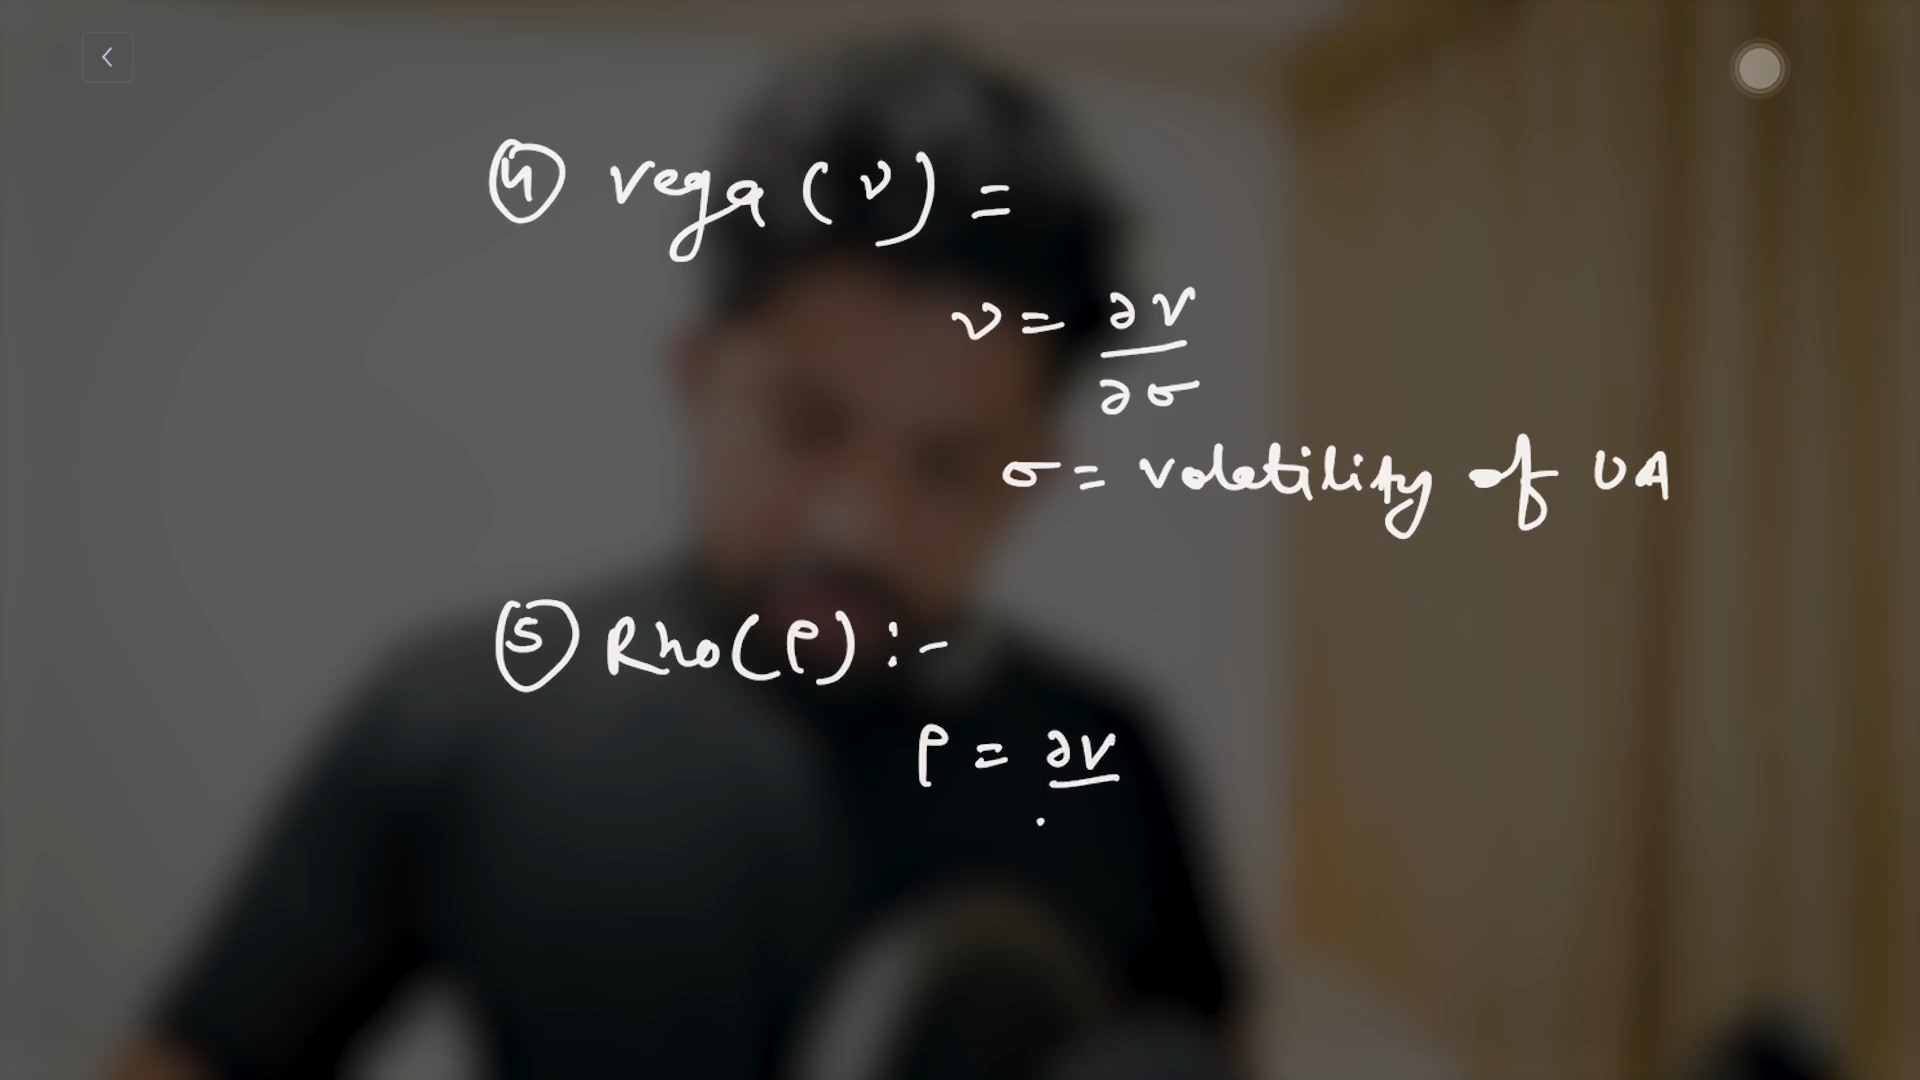 ④ vega (ν) =
ν = ∂V
∂σ
σ = volatility of UA
⑤ Rho (ρ) :-
ρ = ∂V